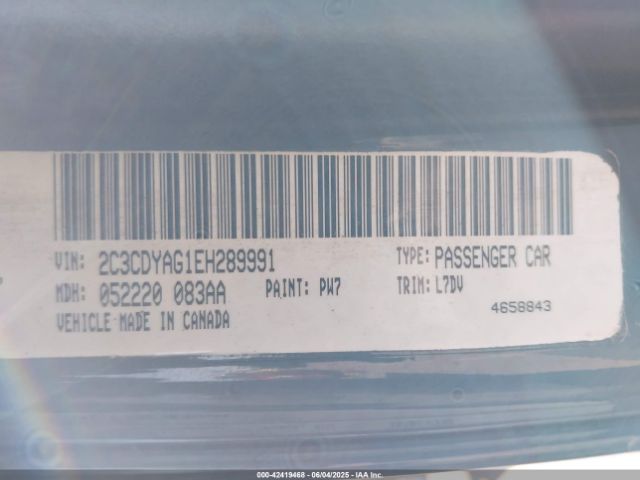 VIN: 2C3CDYAG1EH289991 TYPE: PASSENGER CAR
MDH: 052220 083AA PAINT: PW7 TRIM: L7DV
VEHICLE MADE IN CANADA 4658843
00-42419468 - 06/04/2025 - IAA Inc.